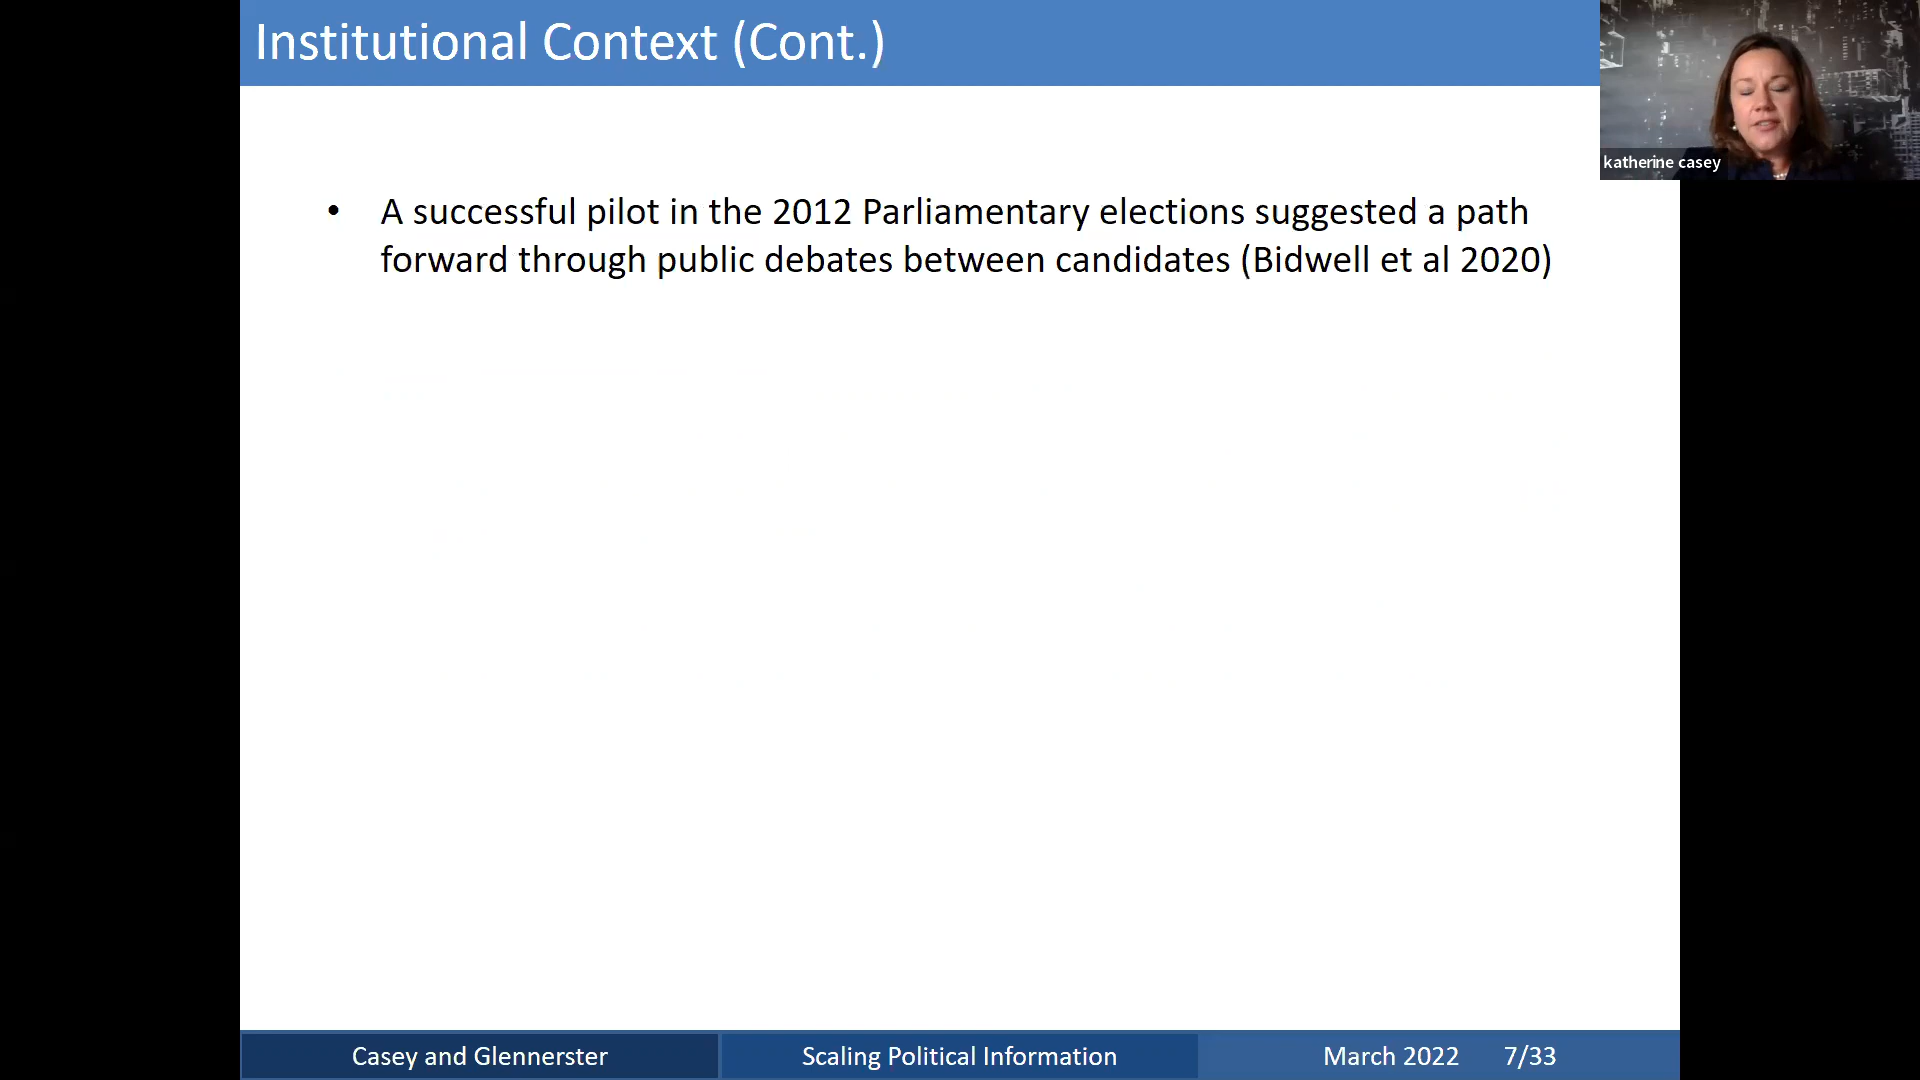 Institutional Context (Cont.)
katherine casey
• A successful pilot in the 2012 Parliamentary elections suggested a path
forward through public debates between candidates (Bidwell et al 2020)
Casey and Glennerster
Scaling Political Information
March 2022 7/33